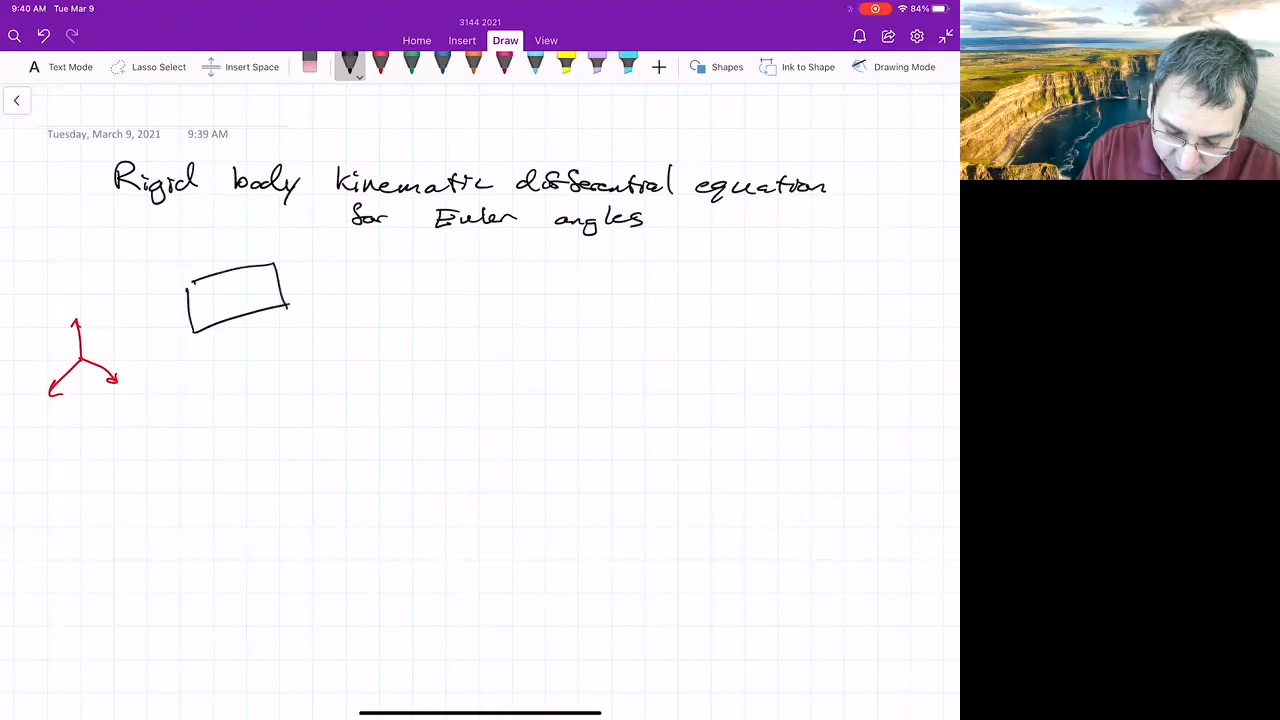 9:40 AM Tue Mar 9
84%
3144 2021
Home Insert Draw View
Text Mode Lasso Select Insert Space Shapes Ink to Shape Drawing Mode
Tuesday, March 9, 2021 9:39 AM
Rigid body kinematic differential equation
for Euler angles